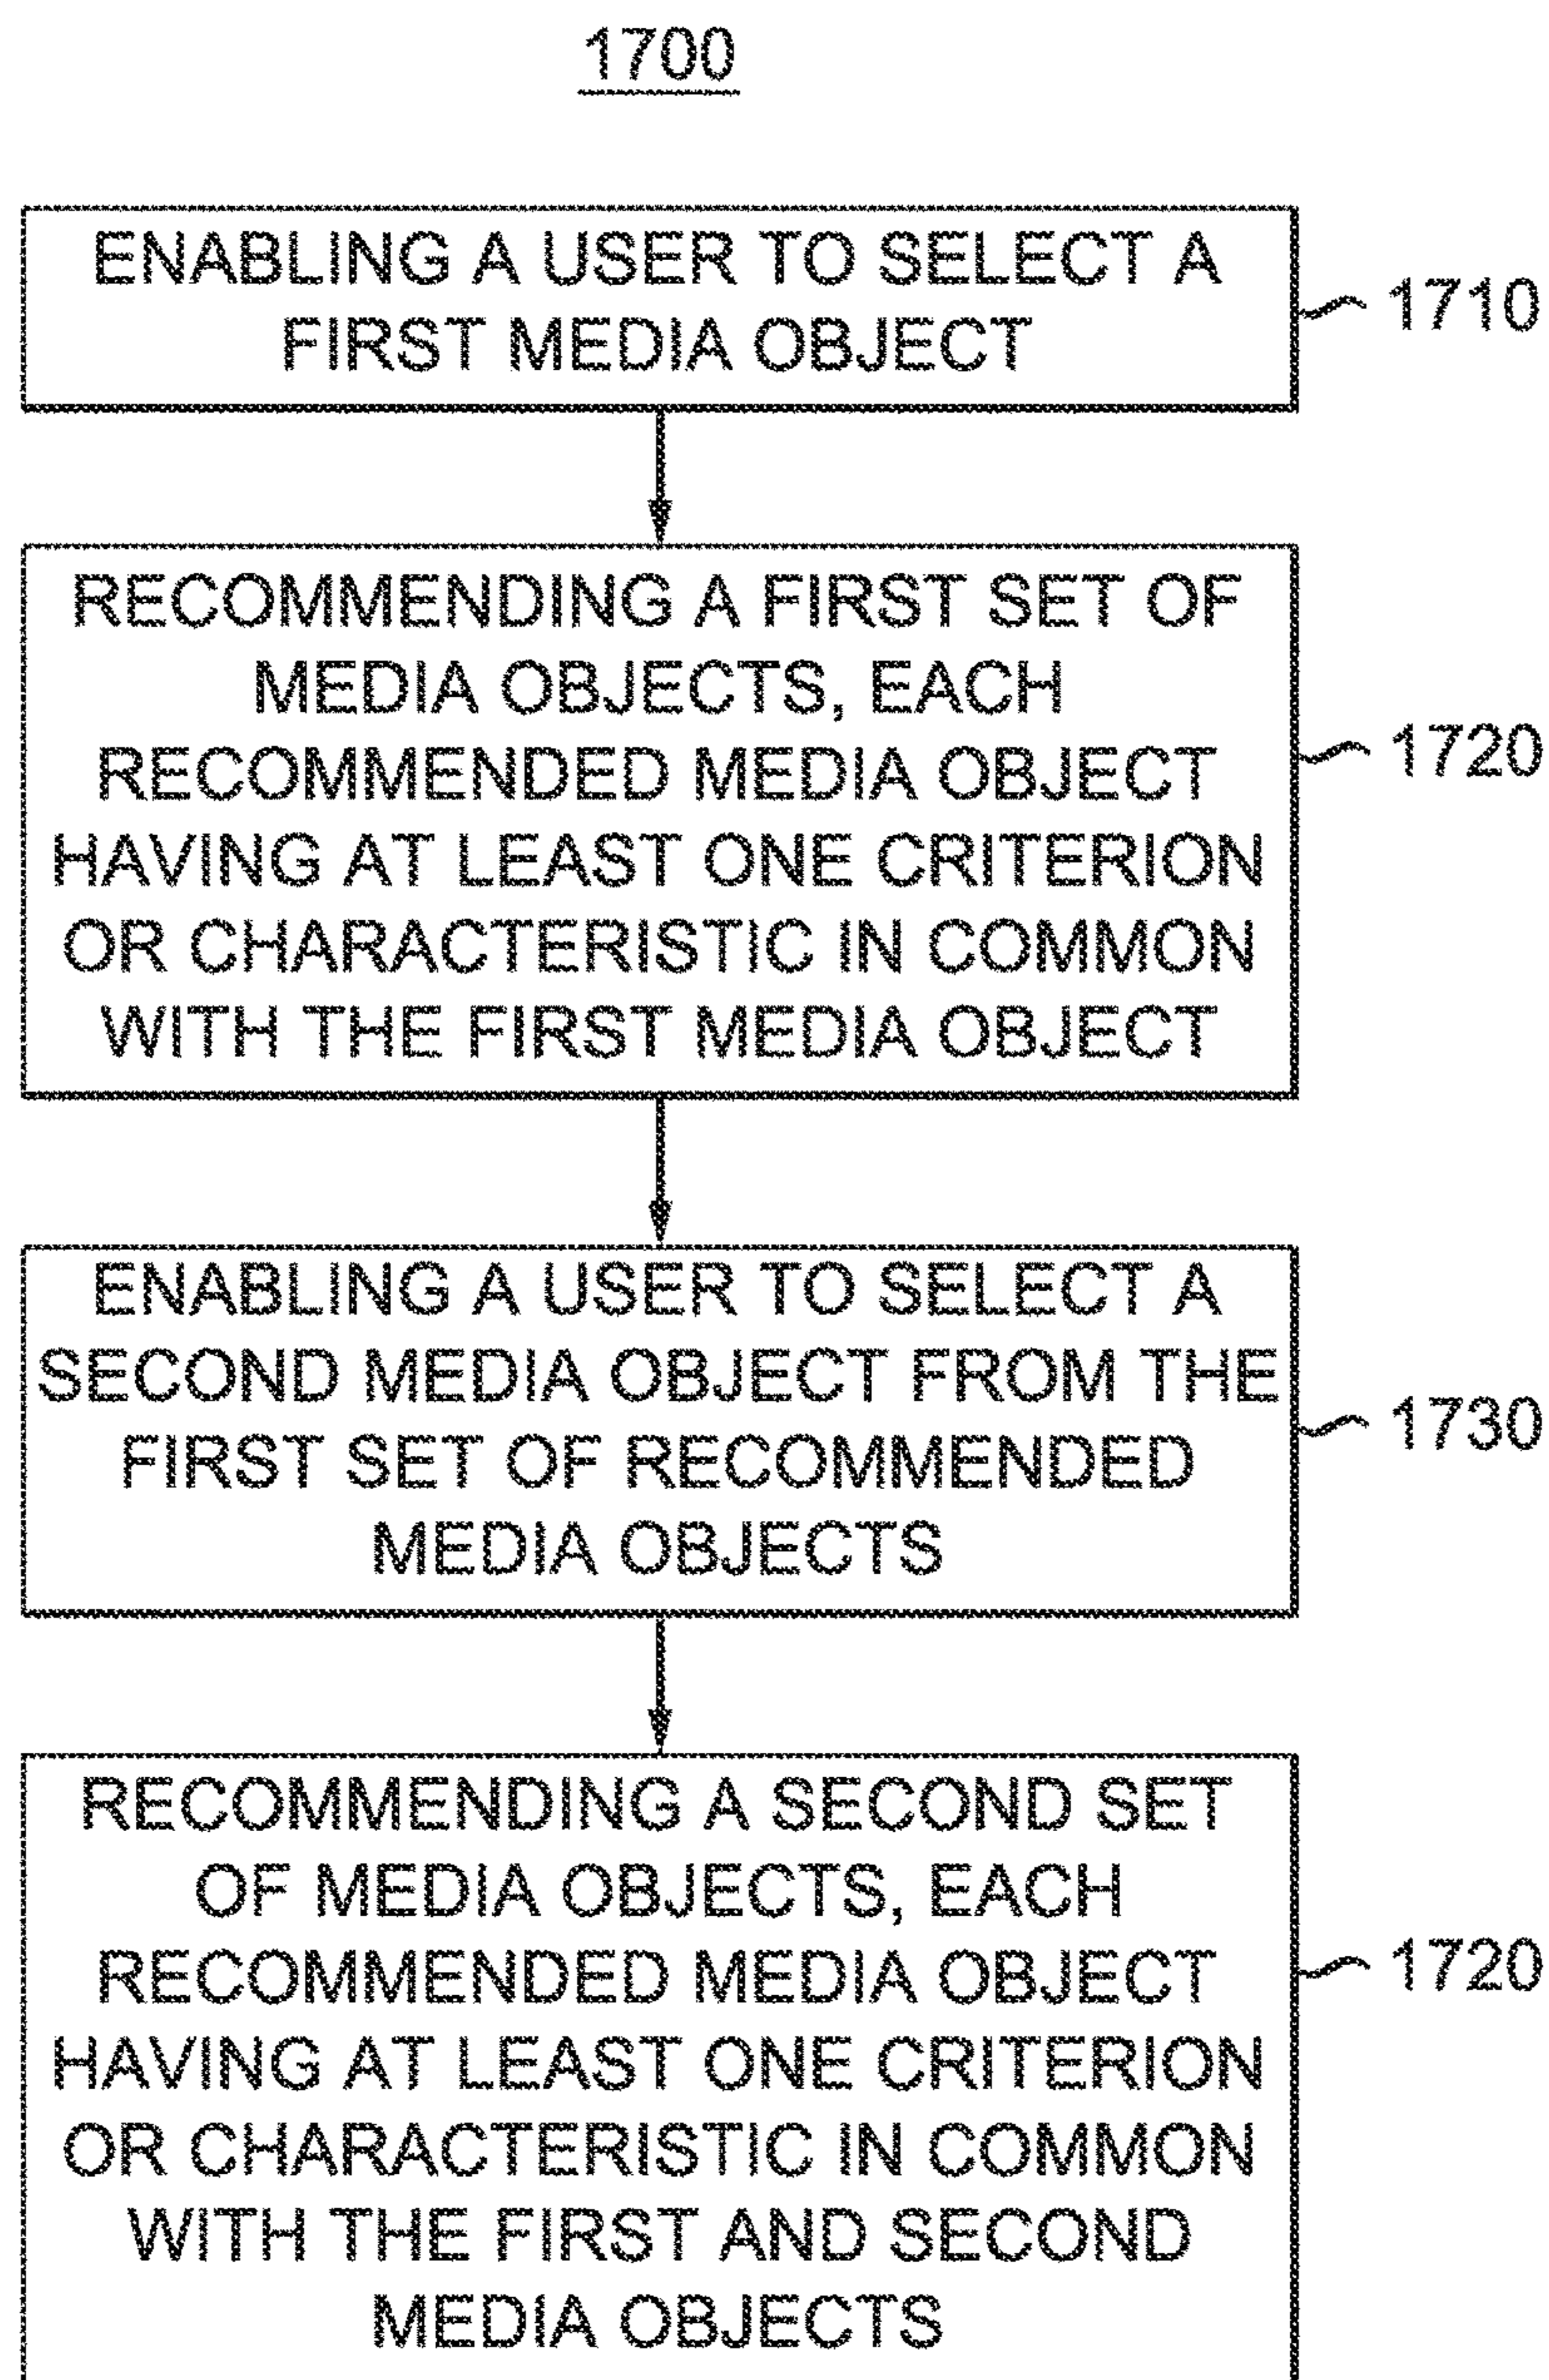 1700
ENABLING A USER TO SELECT A
FIRST MEDIA OBJECT
1710
RECOMMENDING A FIRST SET OF
MEDIA OBJECTS, EACH
RECOMMENDED MEDIA OBJECT
HAVING AT LEAST ONE CRITERION
OR CHARACTERISTIC IN COMMON
WITH THE FIRST MEDIA OBJECT
1720
ENABLING A USER TO SELECT A
SECOND MEDIA OBJECT FROM THE
FIRST SET OF RECOMMENDED
MEDIA OBJECTS
1730
RECOMMENDING A SECOND SET
OF MEDIA OBJECTS, EACH
RECOMMENDED MEDIA OBJECT
HAVING AT LEAST ONE CRITERION
OR CHARACTERISTIC IN COMMON
WITH THE FIRST AND SECOND
MEDIA OBJECTS
1720